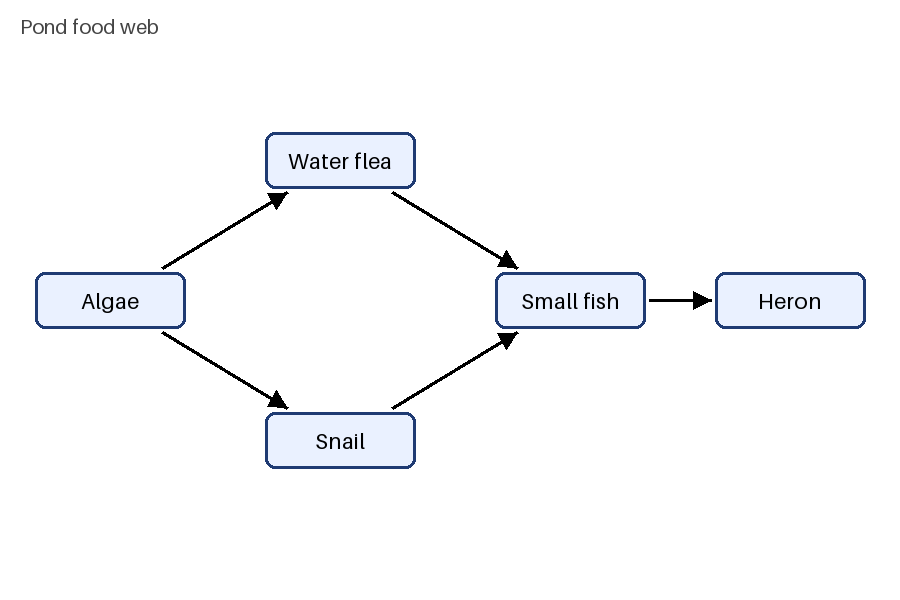 Pond food web
Water flea
Algae
Small fish
Heron
Snail